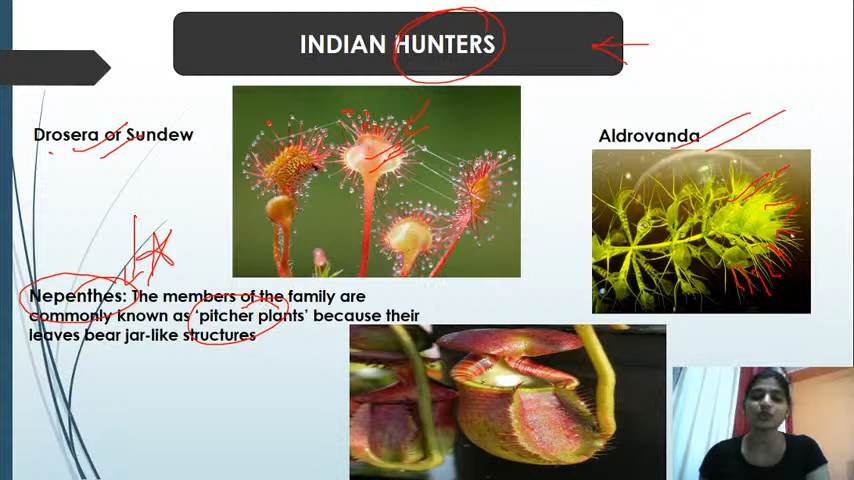 INDIAN HUNTERS
Drosera or Sundew
Aldrovanda
Nepenthes: The members of the family are
commonly known as 'pitcher plants' because their
leaves bear jar-like structures